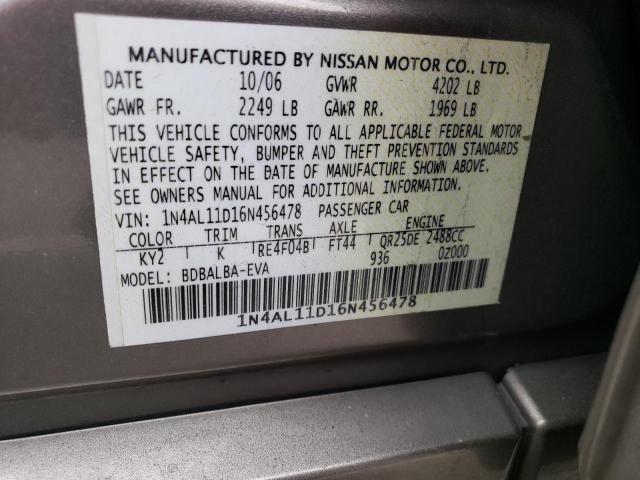 MANUFACTURED BY NISSAN MOTOR CO., LTD.
DATE 10/06 GVWR 4202 LB
GAWR FR. 2249 LB GAWR RR. 1969 LB
THIS VEHICLE CONFORMS TO ALL APPLICABLE FEDERAL MOTOR
VEHICLE SAFETY, BUMPER AND THEFT PREVENTION STANDARDS
IN EFFECT ON THE DATE OF MANUFACTURE SHOWN ABOVE.
SEE OWNERS MANUAL FOR ADDITIONAL INFORMATION.
VIN: 1N4AL11D16N456478 PASSENGER CAR
COLOR TRIM TRANS AXLE ENGINE
KY2 K RE4F04B FT44 QR25DE 2488CC
MODEL: BDBALBA-EVA 936 0Z000
1N4AL11D16N456478